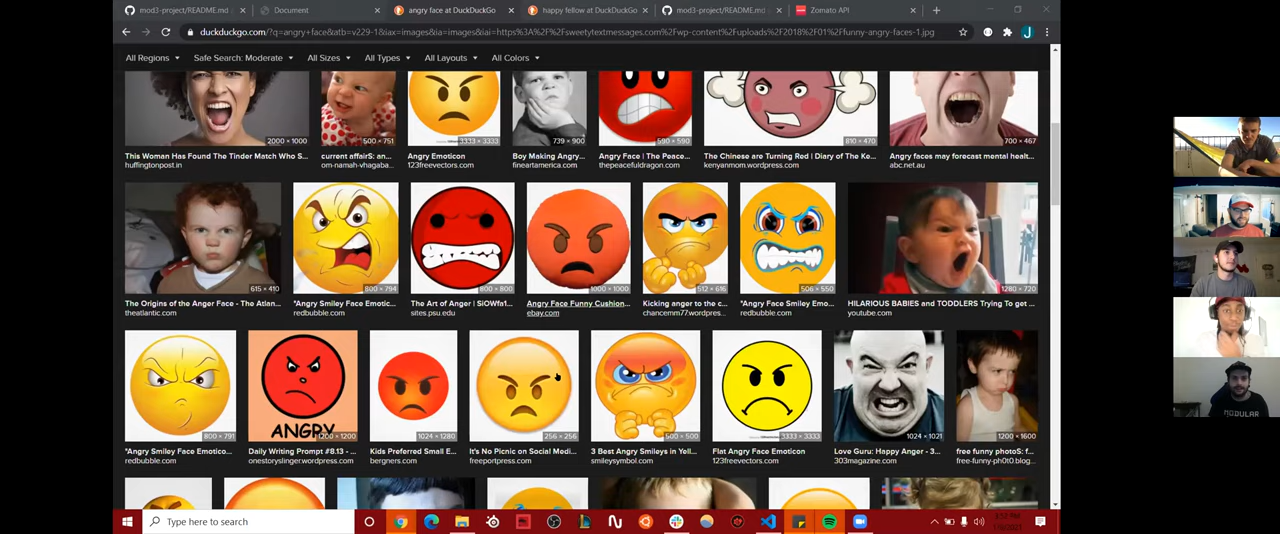 mod3-project/README.md
Document
angry face at DuckDuckGo
happy fellow at DuckDuckGo
mod3-project/README.md
Zomato API
duckduckgo.com/?q=angry+face&atb=v229-1&iax=images&ia=images&iai=https%3A%2F%2Fsweetytextmessages.com%2Fwp-content%2Fuploads%2F2018%2F01%2Ffunny-angry-faces-1.jpg
All Regions
Safe Search: Moderate
All Sizes
All Types
All Layouts
All Colors
2000 × 1000
500 × 751
3333 × 3333
739 × 900
590 × 590
810 × 470
700 × 467
This Woman Has Found The Tinder Match Who S...
current affairS: an...
Angry Emoticon
Boy Making Angry...
Angry Face | The Peace...
The Chinese are Turning Red | Diary of The Ke...
Angry faces may forecast mental healt...
huffingtonpost.in
om-namah-vhagaba...
123freevectors.com
fineartamerica.com
thepeacefuldragon.com
kenyanmom.wordpress.com
abc.net.au
615 × 410
800 × 794
800 × 800
1000 × 1000
512 × 616
506 × 550
1280 × 720
The Origins of the Anger Face - The Atlan...
"Angry Smiley Face Emotic...
The Art of Anger | SiOWfa1...
Angry Face Funny Cushion...
Kicking anger to the c...
"Angry Face Smiley Emo...
HILARIOUS BABIES and TODDLERS Trying To get ...
theatlantic.com
redbubble.com
sites.psu.edu
ebay.com
chancemm77.wordpres...
redbubble.com
youtube.com
ANGRY
800 × 791
1200 × 1200
1024 × 1280
256 × 256
500 × 500
3333 × 3333
1024 × 1021
1200 × 1600
"Angry Smiley Face Emotico...
Daily Writing Prompt #8.13 - ...
Kids Preferred Small E...
It's No Picnic on Social Medi...
3 Best Angry Smileys in Yell...
Flat Angry Face Emoticon
Love Guru: Happy Anger - 3...
free funny photoS: f...
redbubble.com
onestoryslinger.wordpress.com
bergners.com
freeportpress.com
smileysymbol.com
123freevectors.com
303magazine.com
free-funny-ph0t0.blog...
MODULAR
Type here to search